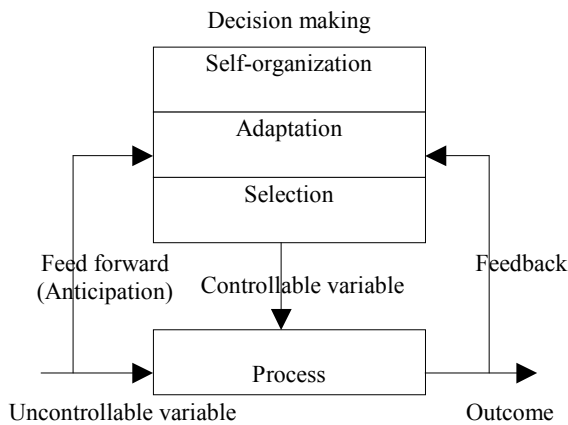 Decision making
Self-organization
Adaptation
Selection
Feed forward
(Anticipation)
Controllable variable
Feedback
Process
Uncontrollable variable
Outcome